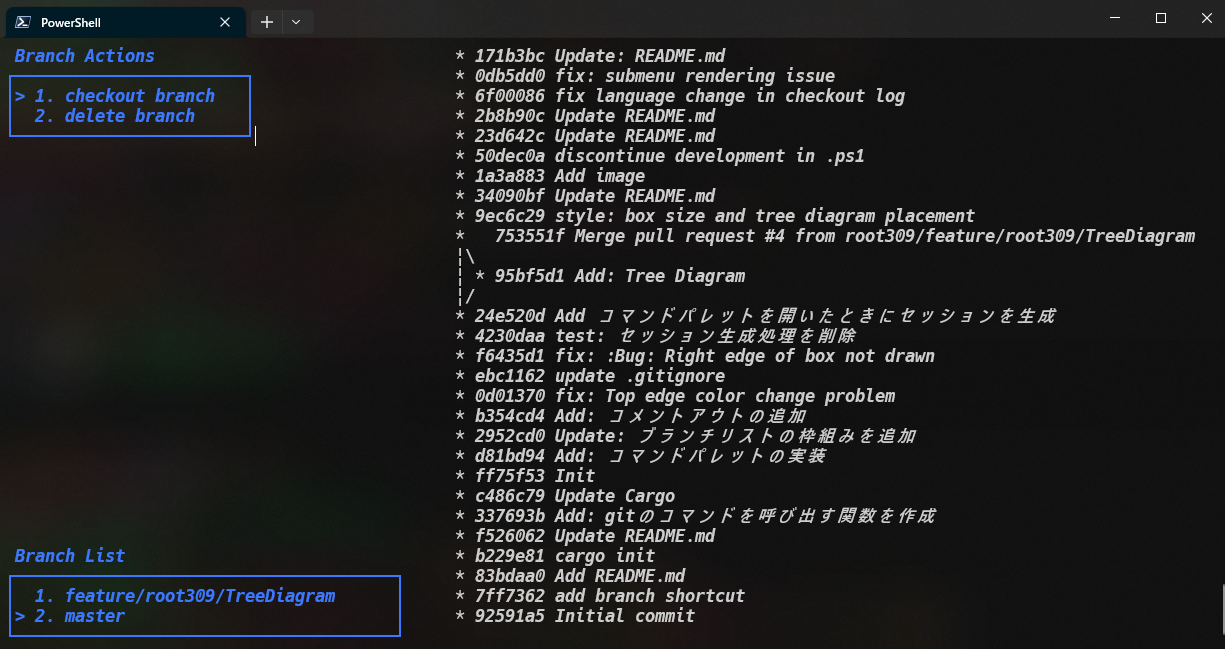 PowerShell
Branch Actions
> 1. checkout branch
2. delete branch
Branch List
1. feature/root309/TreeDiagram
> 2. master
* 171b3bc Update: README.md
* 0db5dd0 fix: submenu rendering issue
* 6f00086 fix language change in checkout log
* 2b8b90c Update README.md
* 23d642c Update README.md
* 50dec0a discontinue development in .ps1
* 1a3a883 Add image
* 34090bf Update README.md
* 9ec6c29 style: box size and tree diagram placement
*   753551f Merge pull request #4 from root309/feature/root309/TreeDiagram
¦\
¦ * 95bf5d1 Add: Tree Diagram
¦/
* 24e520d Add コマンドパレットを開いたときにセッションを生成
* 4230daa test: セッション生成処理を削除
* f6435d1 fix: :Bug: Right edge of box not drawn
* ebc1162 update .gitignore
* 0d01370 fix: Top edge color change problem
* b354cd4 Add: コメントアウトの追加
* 2952cd0 Update: ブランチリストの枠組みを追加
* d81bd94 Add: コマンドパレットの実装
* ff75f53 Init
* c486c79 Update Cargo
* 337693b Add: gitのコマンドを呼び出す関数を作成
* f526062 Update README.md
* b229e81 cargo init
* 83bdaa0 Add README.md
* 7ff7362 add branch shortcut
* 92591a5 Initial commit